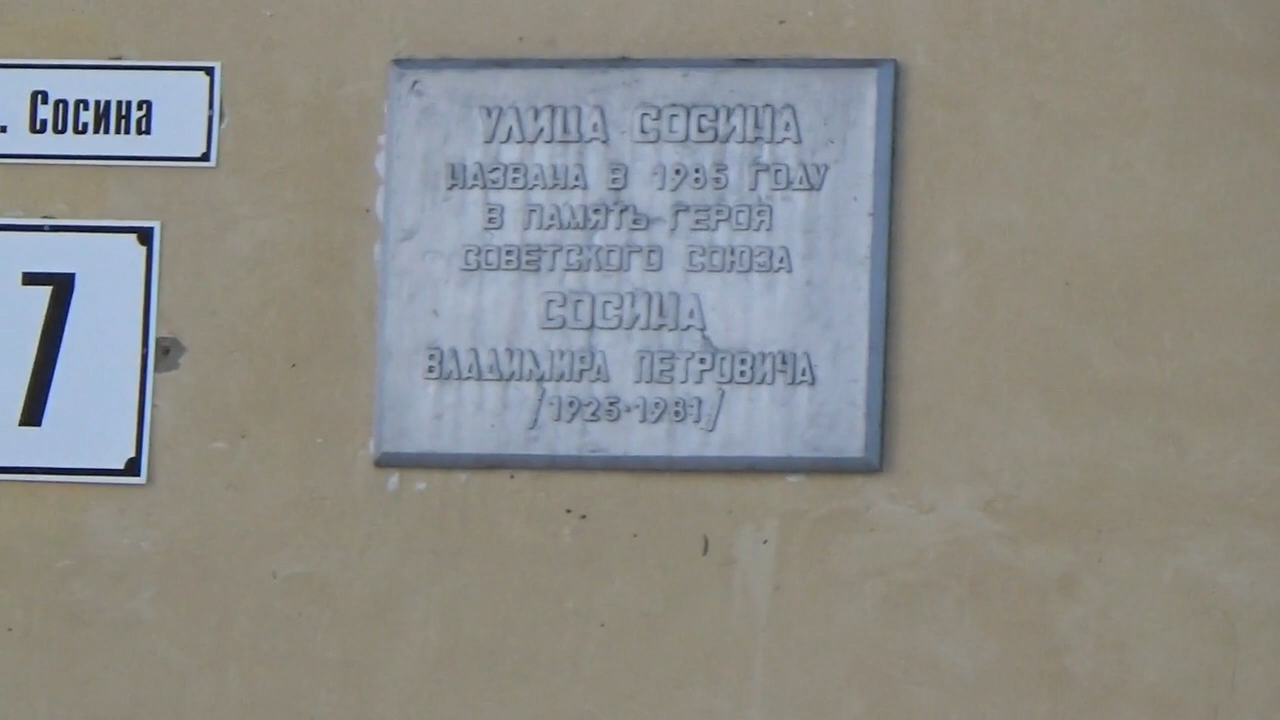 . Сосина
7
УЛИЦА СОСИНА
НАЗВАНА В 1985 ГОДУ
В ПАМЯТЬ ГЕРОЯ
СОВЕТСКОГО СОЮЗА
СОСИНА
ВЛАДИМИРА ПЕТРОВИЧА
/1925-1981/